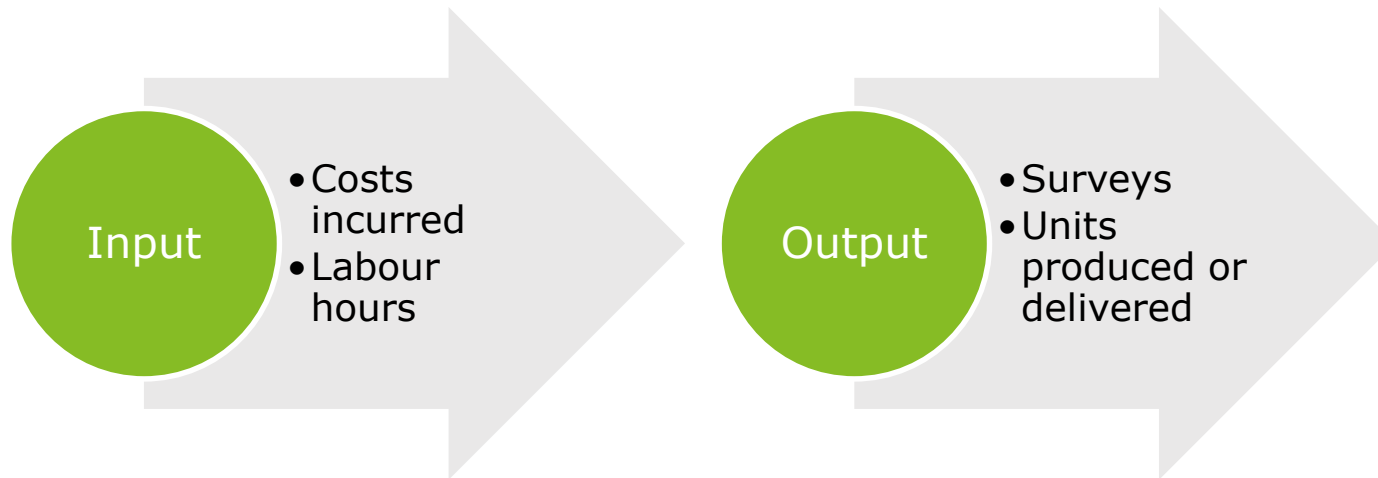 Input
•Costs
incurred
•Labour
hours
Output
•Surveys
•Units
produced or
delivered